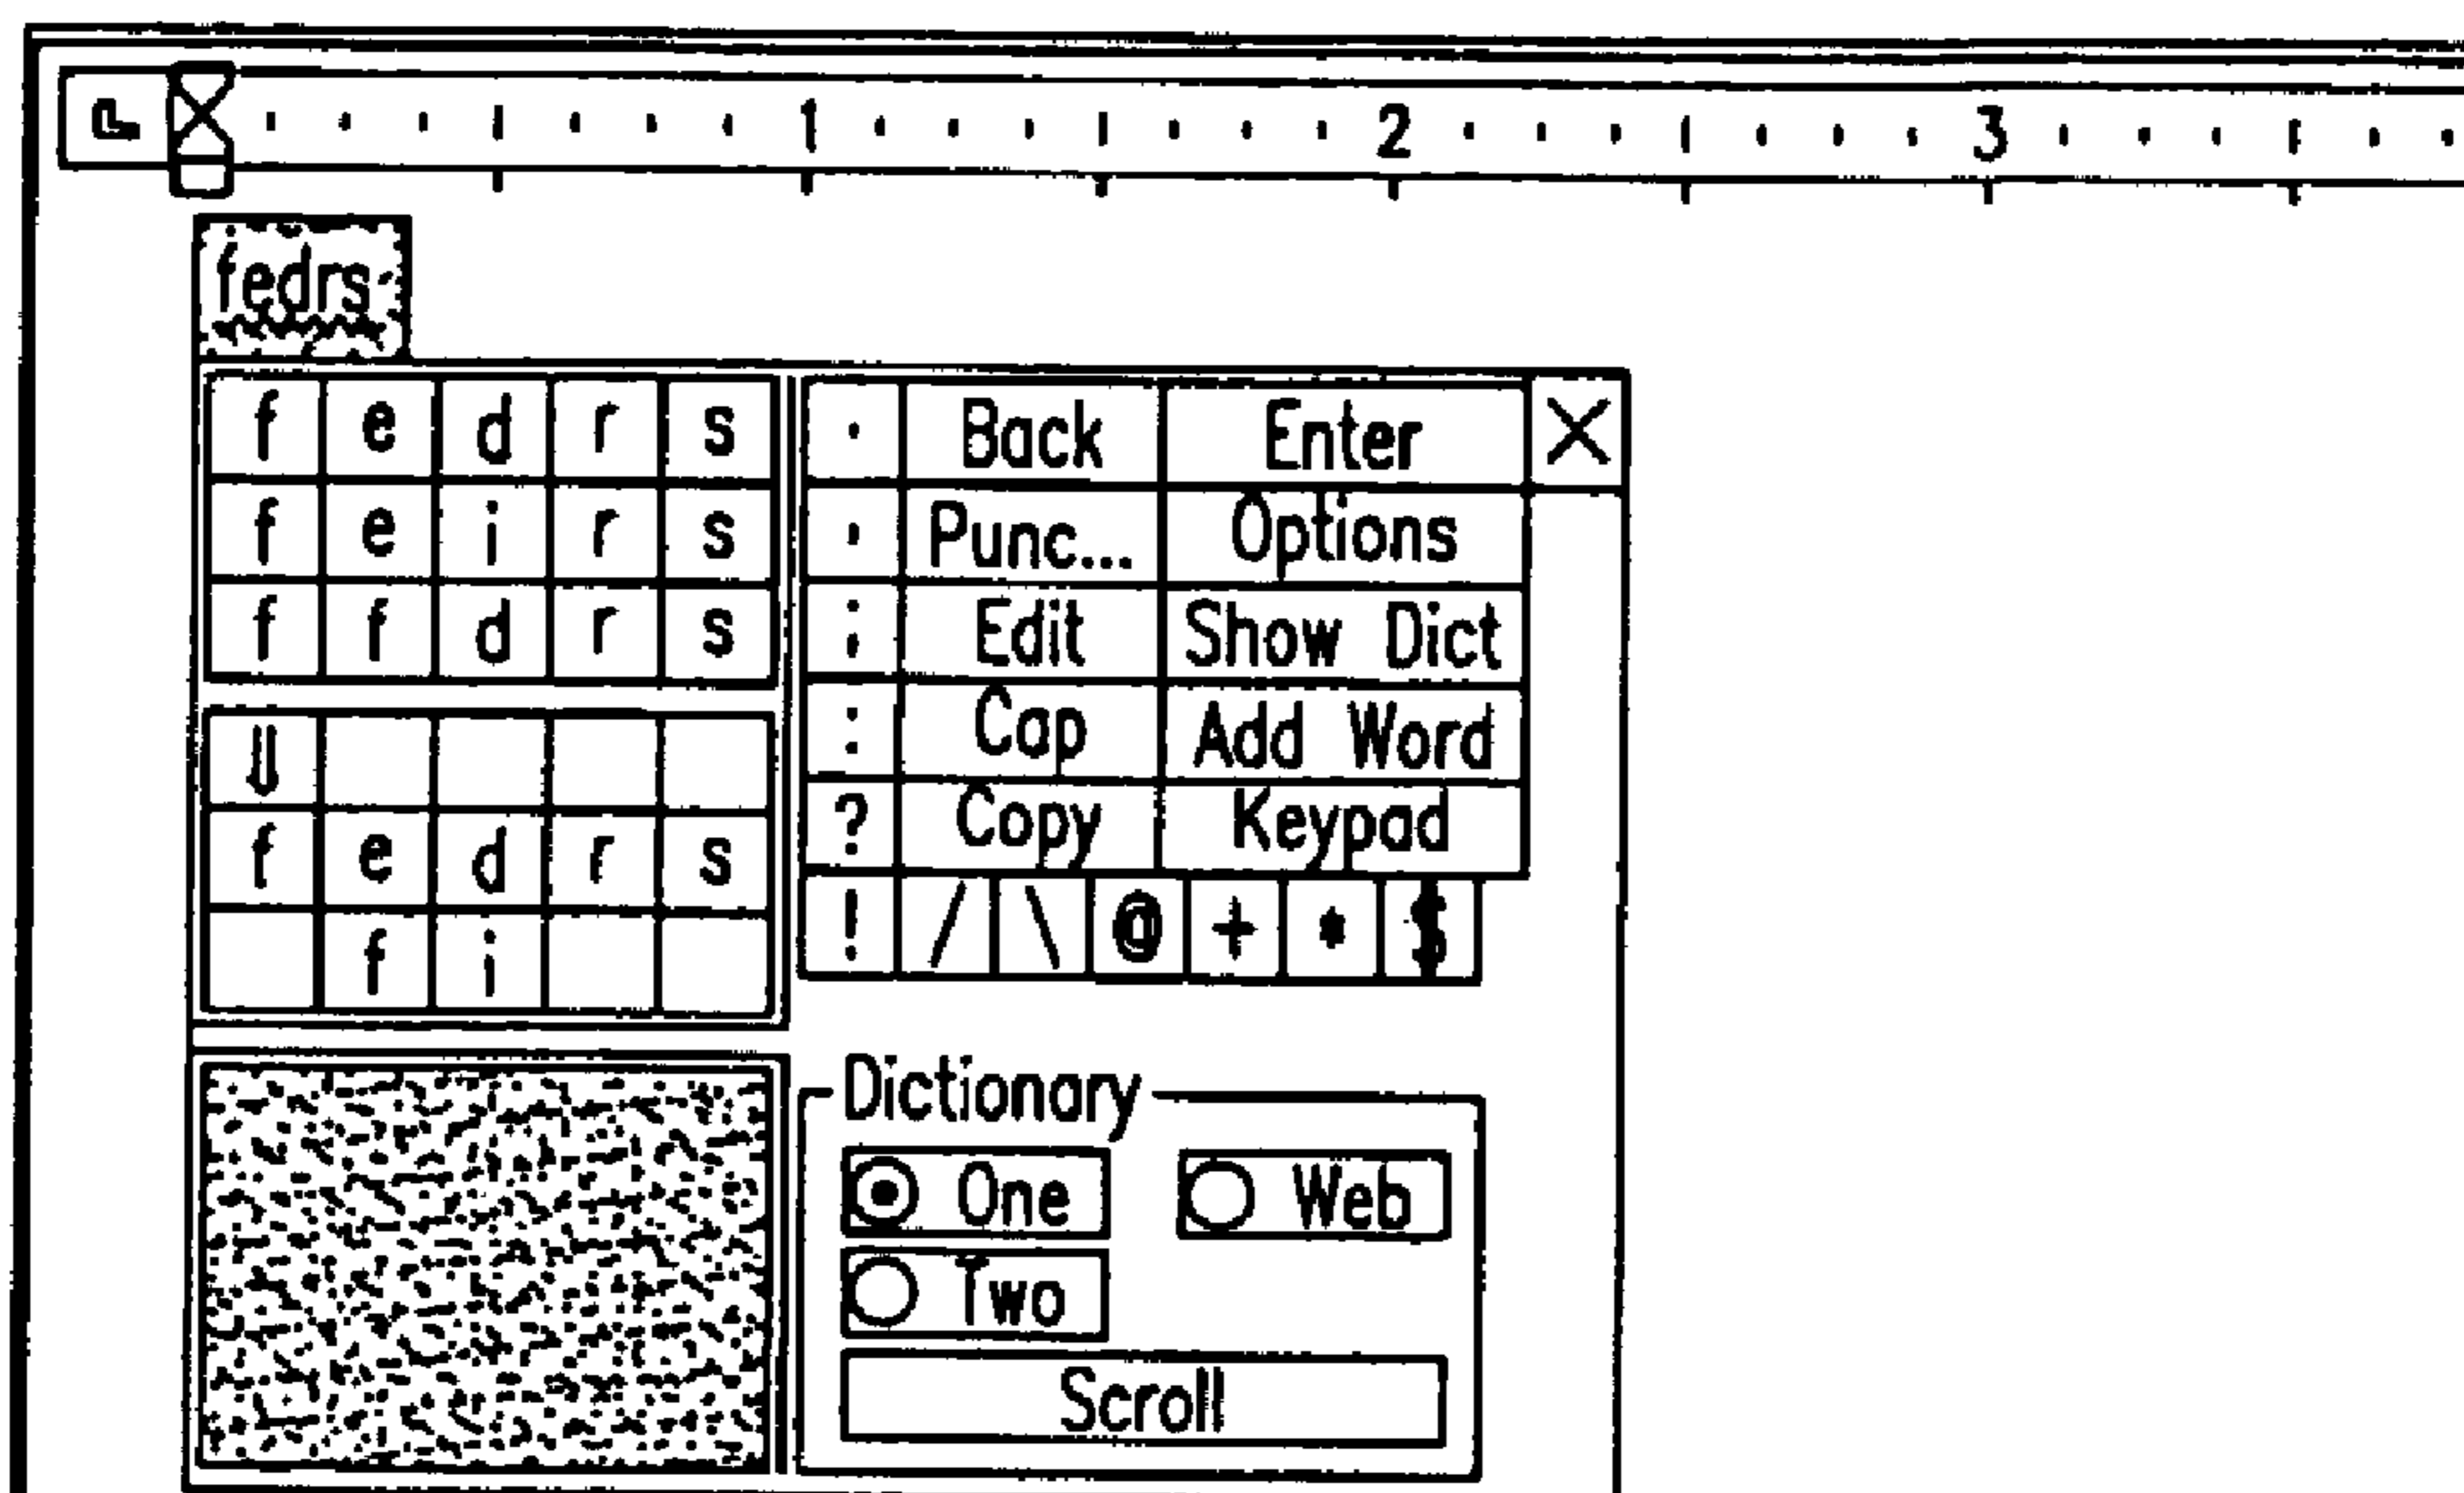 1 2 3
fedrs
f e d r s . Back Enter X
f e i r s , Punc... Options
f f d r s ; Edit Show Dict
⇓ : Cap Add Word
f e d r s ? Copy Keypad
f i ! / \ @ + * $
Dictionary
One Web
Two
Scroll